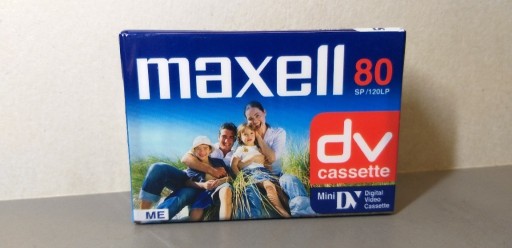 maxell 80
SP/120LP
dv
cassette
Mini DV Digital
Video
Cassette
ME